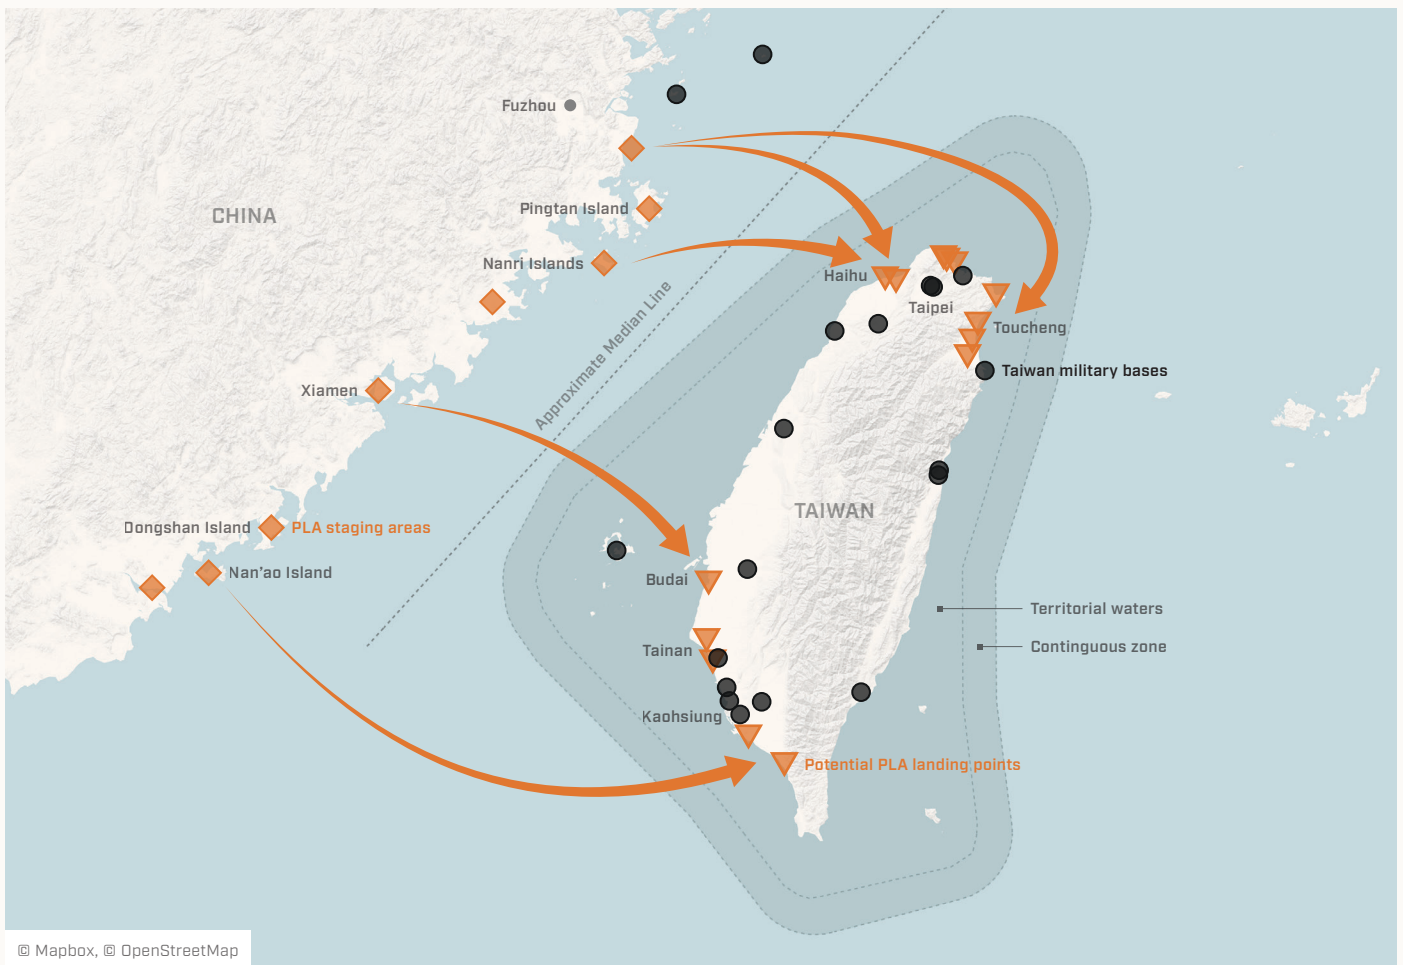 Fuzhou
CHINA
Pingtan Island
Nanri Islands
Haihu
Taipei
Toucheng
Approximate Median Line
Taiwan military bases
Xiamen
TAIWAN
Dongshan Island
PLA staging areas
Nan'ao Island
Budai
Territorial waters
Continguous zone
Tainan
Kaohsiung
Potential PLA landing points
© Mapbox, © OpenStreetMap